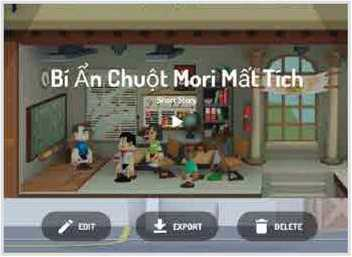 Bí Ẩn Chuột Mori Mất Tích
Short Story
EDIT
EXPORT
DELETE